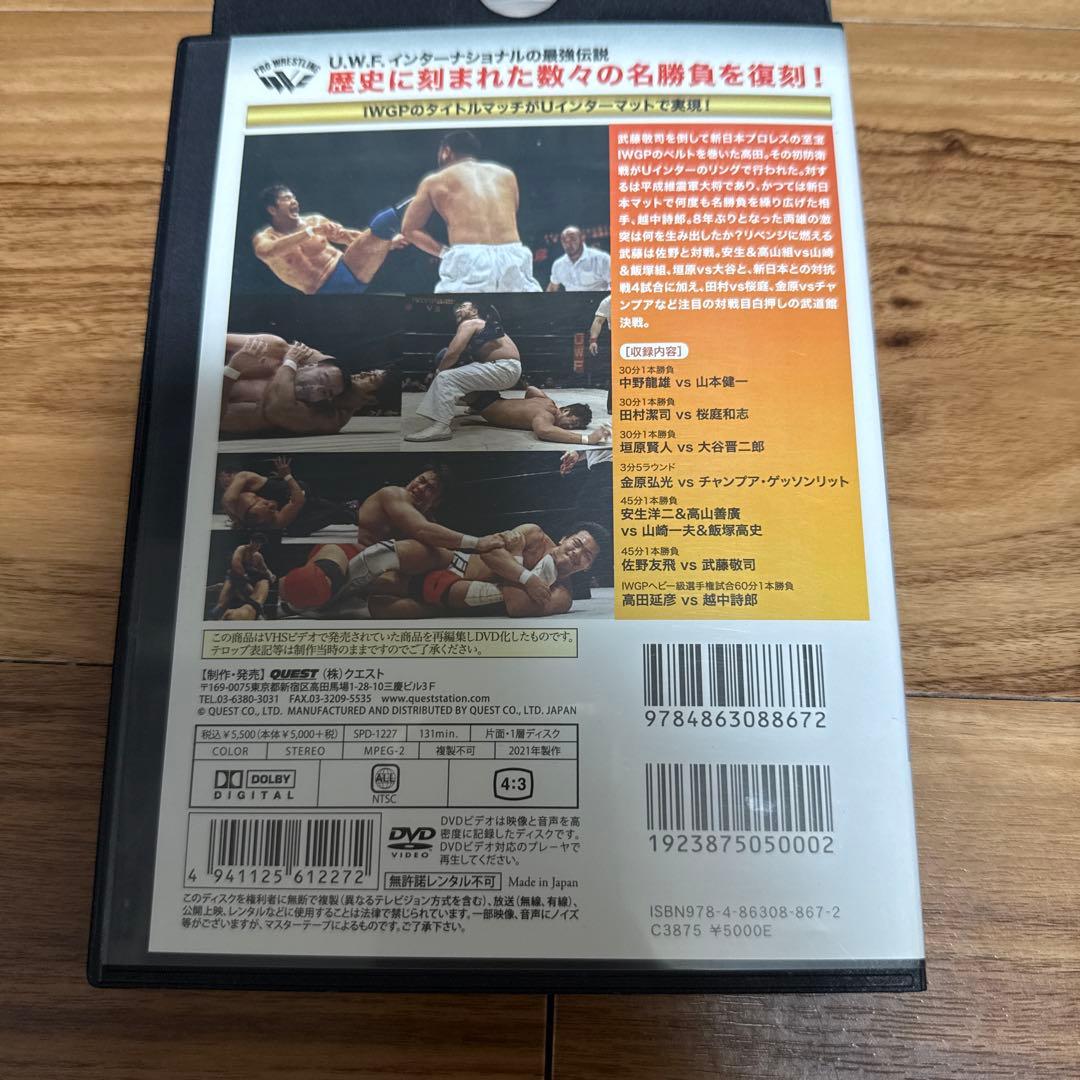 PRO WRESTLING
U.W.F.インターナショナルの最強伝説
歴史に刻まれた数々の名勝負を復刻！
IWGPのタイトルマッチがUインターマットで実現！
武藤敬司を倒して新日本プロレスの至宝
IWGPのベルトを巻いた高田。その初防衛
戦がUインターのリングで行われた。対す
るは平成維震軍大将であり、かつては新日
本マットで何度も名勝負を繰り広げた相
手、越中詩郎。8年ぶりとなった両雄の激
突は何を生み出したか？リベンジに燃える
武藤は佐野と対戦。安生＆高山組vs山崎
＆飯塚組、垣原vs大谷と、新日本との対抗
戦4試合に加え、田村vs桜庭、金原vsチャ
ンプアなど注目の対戦目白押しの武道館
決戦。
［収録内容］
30分1本勝負
中野龍雄 vs 山本健一
30分1本勝負
田村潔司 vs 桜庭和志
30分1本勝負
垣原賢人 vs 大谷晋二郎
3分5ラウンド
金原弘光 vs チャンプア・ゲッソンリット
45分1本勝負
安生洋二＆高山善廣
vs 山崎一夫＆飯塚高史
45分1本勝負
佐野友飛 vs 武藤敬司
IWGPヘビー級選手権試合60分1本勝負
高田延彦 vs 越中詩郎
この商品はVHSビデオで発売されていた商品を再編集しDVD化したものです。
テロップ表記等は制作当時のままですのでご了承ください。
【制作・発売】QUEST（株）クエスト
〒169-0075東京都新宿区高田馬場1-28-10三慶ビル3F
TEL.03-6380-3031 FAX.03-3209-5535 www.queststation.com
© QUEST CO., LTD. MANUFACTURED AND DISTRIBUTED BY QUEST CO., LTD. JAPAN
税込￥5,500（本体￥5,000+税） SPD-1227 131min. 片面・1層ディスク
COLOR STEREO MPEG-2 複製不可 2021年製作
DOLBY
DIGITAL
ALL
NTSC
4:3
4 941125 612272
DVD
VIDEO
DVDビデオは映像と音声を高
密度に記録したディスクです。
DVDビデオ対応のプレーヤで
再生してください。
無許諾レンタル不可 Made in Japan
このディスクを権利者に無断で複製（異なるテレビジョン方式を含む）、放送（無線、有線）、
公開上映、レンタルなどに使用することは法律で禁じられています。一部映像、音声にノイズ
等がございますが、マスターテープによるものです。ご了承下さい。
9784863088672
1923875050002
ISBN978-4-86308-867-2
C3875 ¥5000E